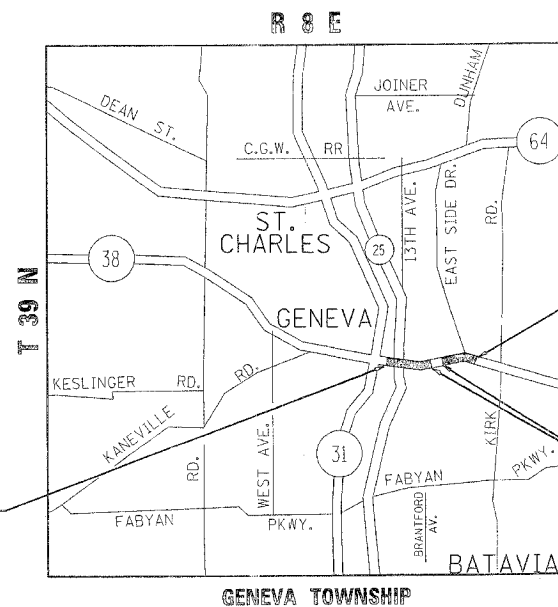 R 8 E
T 39 N
JOINER
AVE.
DUNHAM
DEAN ST.
C.G.W. RR
64
ST.
CHARLES
13TH AVE.
EAST SIDE DR.
RD.
25
38
GENEVA
KESLINGER RD.
KANEVILLE RD.
RD.
WEST AVE.
31
KIRK
FABYAN PKWY.
FABYAN PKWY.
BRANTFORD
AV.
BATAVIA
GENEVA TOWNSHIP